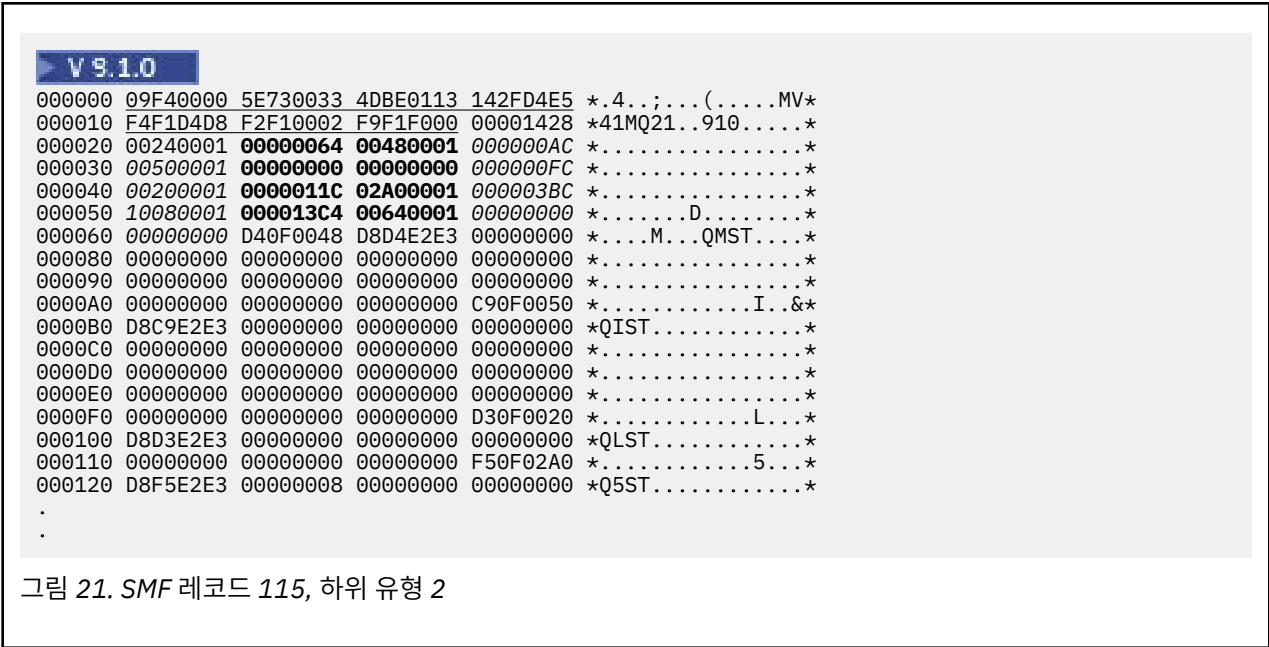 V 9.1.0
000000 09F40000 5E730033 4DBE0113 142FD4E5 *.4..;...(.....MV*
000010 F4F1D4D8 F2F10002 F9F1F000 00001428 *41MQ21..910.....*
000020 00240001 00000064 00480001 000000AC *................*
000030 00500001 00000000 00000000 000000FC *................*
000040 00200001 0000011C 02A00001 000003BC *................*
000050 10080001 000013C4 00640001 00000000 *.......D........*
000060 00000000 D40F0048 D8D4E2E3 00000000 *....M...QMST....*
000080 00000000 00000000 00000000 00000000 *................*
000090 00000000 00000000 00000000 00000000 *................*
0000A0 00000000 00000000 00000000 C90F0050 *............I..&*
0000B0 D8C9E2E3 00000000 00000000 00000000 *QIST............*
0000C0 00000000 00000000 00000000 00000000 *................*
0000D0 00000000 00000000 00000000 00000000 *................*
0000E0 00000000 00000000 00000000 00000000 *................*
0000F0 00000000 00000000 00000000 D30F0020 *............L...*
000100 D8D3E2E3 00000000 00000000 00000000 *QLST............*
000110 00000000 00000000 00000000 F50F02A0 *............5...*
000120 D8F5E2E3 00000008 00000000 00000000 *Q5ST............*
.
.
그림 21. SMF 레코드 115, 하위 유형 2